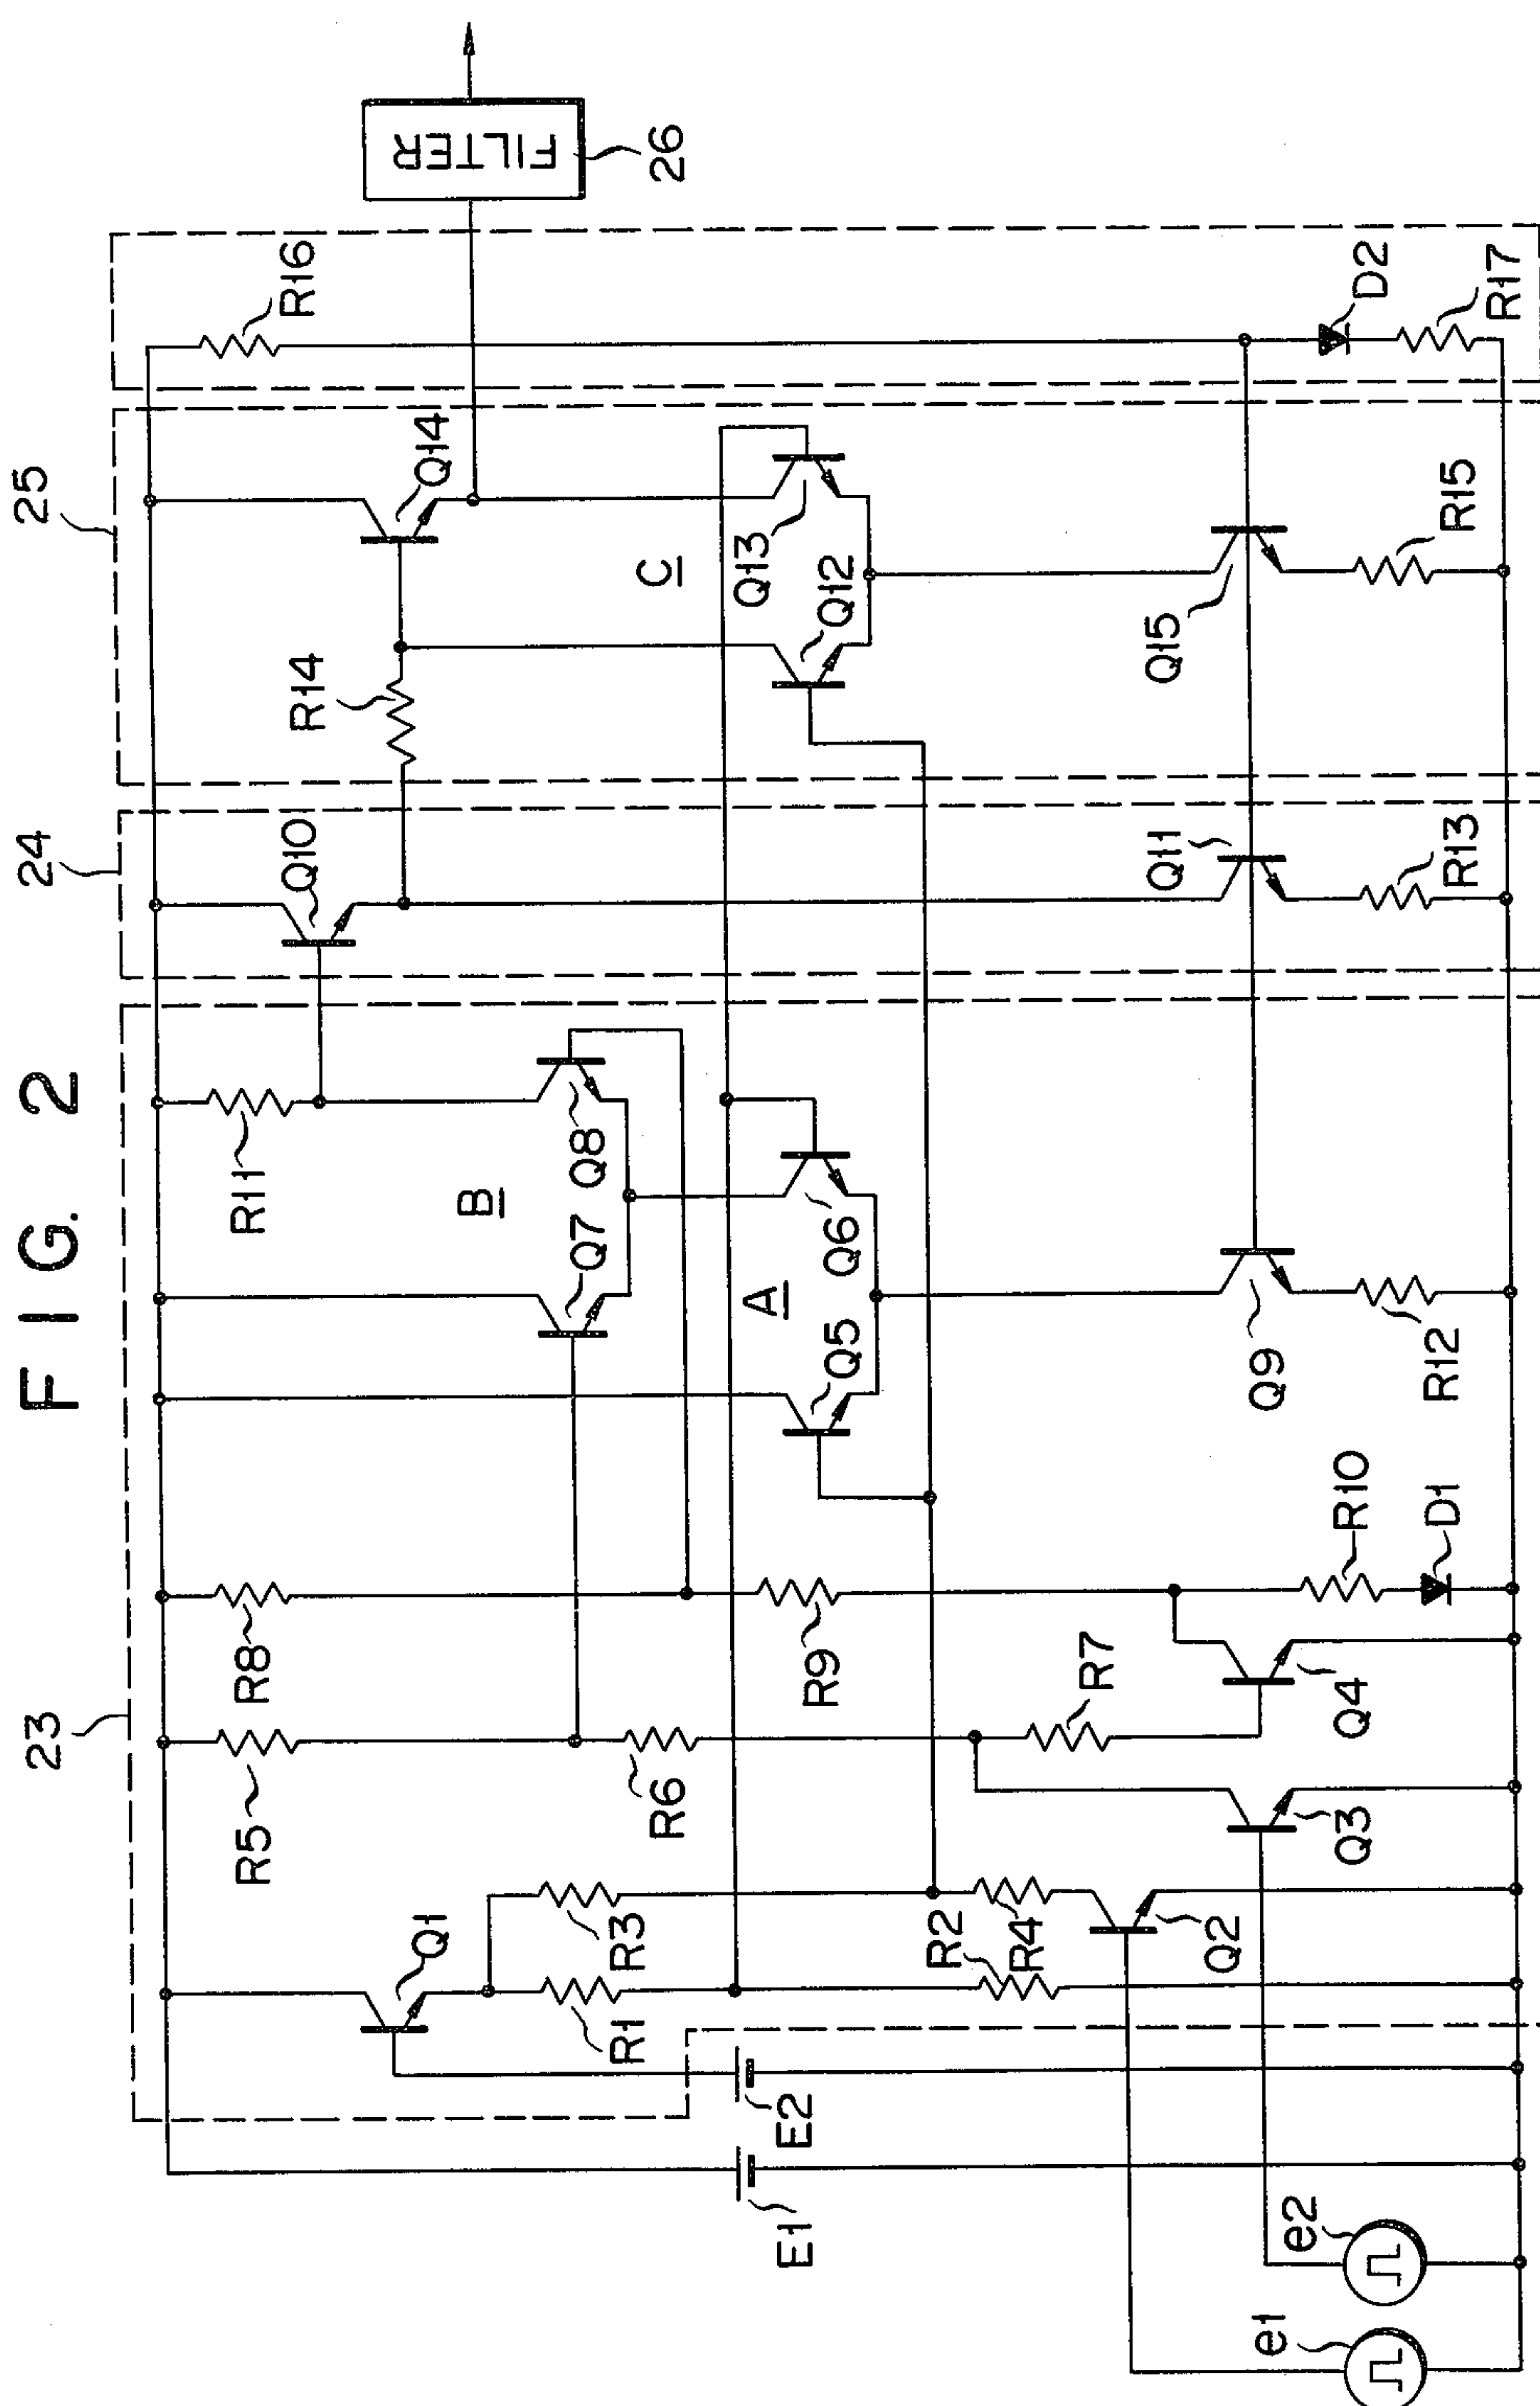 FIG. 2
23
24
25
R16
R11
Q10
R14
Q14
FILTER
26
R5
R8
B
Q7
Q8
C
Q1
R3
R1
R6
R9
A
Q5
Q6
Q12
Q13
E1
E2
R2
R4
R7
Q2
Q3
Q4
R10
D1
Q9
R12
Q11
R13
Q15
R15
D2
R17
e1
e2